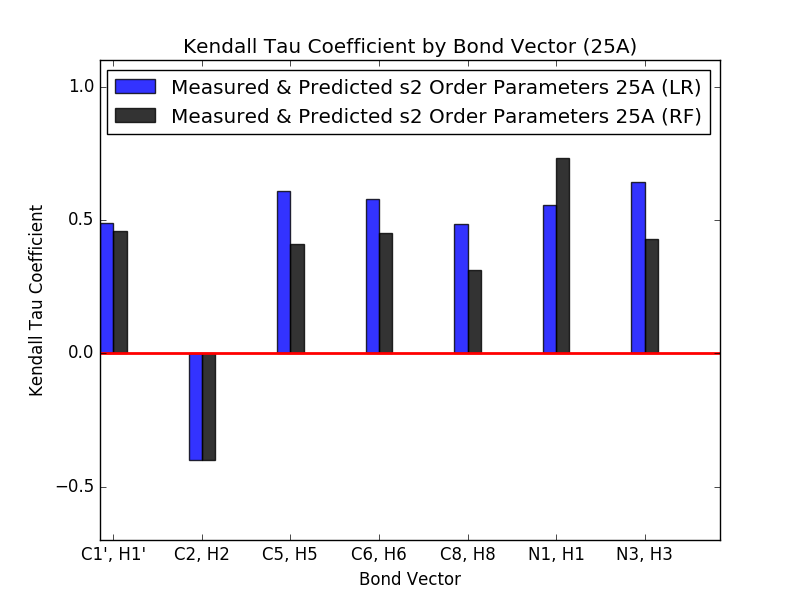 Kendall Tau Coefficient by Bond Vector (25A)
Measured & Predicted s2 Order Parameters 25A (LR)
Measured & Predicted s2 Order Parameters 25A (RF)
Kendall Tau Coefficient
1.0
0.5
0.0
−0.5
C1', H1' C2, H2 C5, H5 C6, H6 C8, H8 N1, H1 N3, H3
Bond Vector